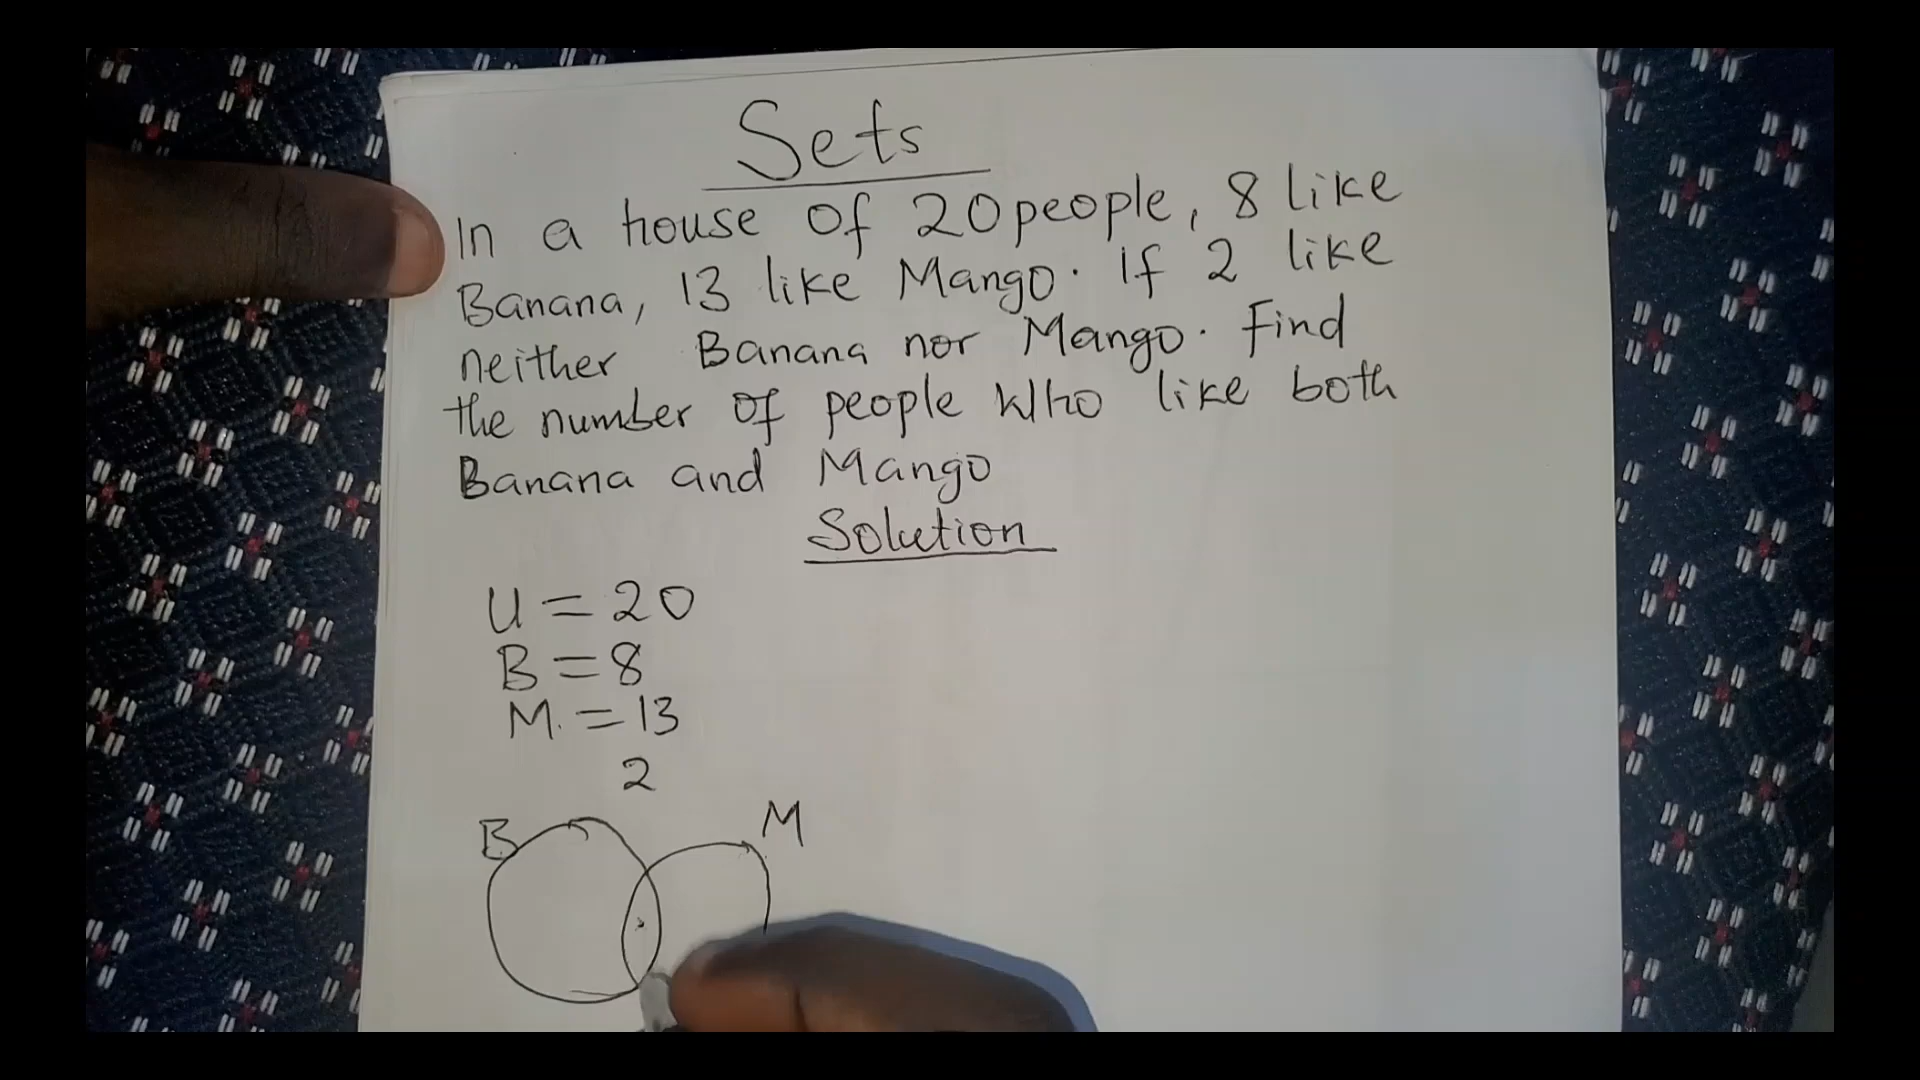 Sets
In a house of 20 people, 8 like
Banana, 13 like Mango. If 2 like
neither Banana nor Mango. Find
the number of people who like both
Banana and Mango
Solution
U = 20
B = 8
M. = 13
2
B M